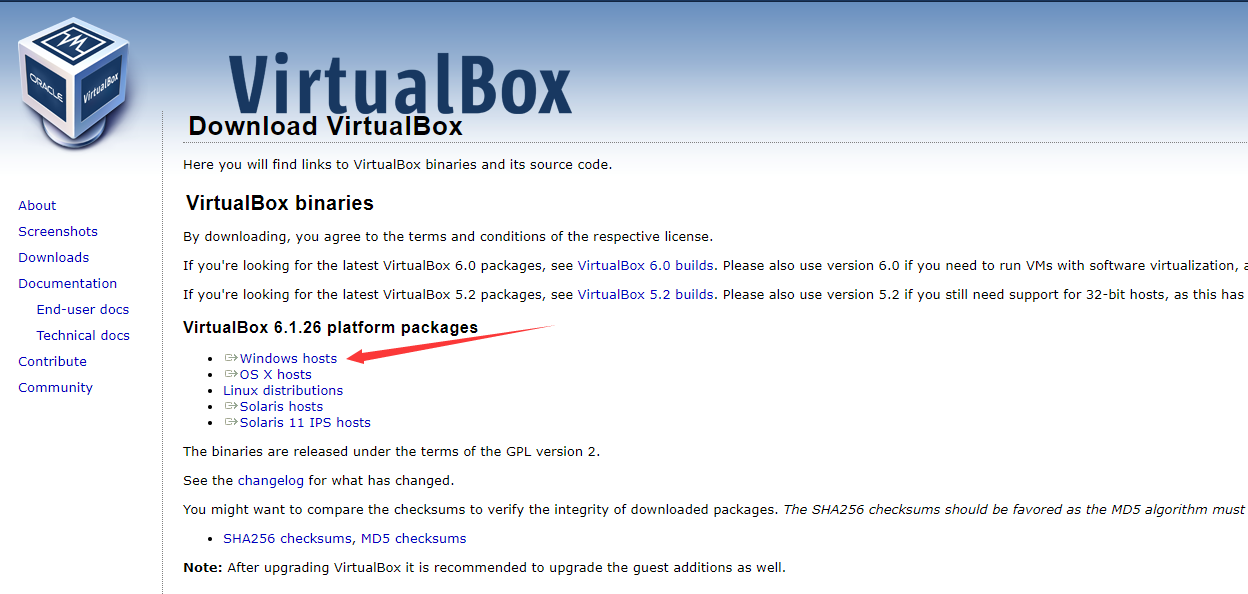 ORACLE
VirtualBox
VirtualBox
Download VirtualBox
Here you will find links to VirtualBox binaries and its source code.
About
Screenshots
Downloads
Documentation
End-user docs
Technical docs
Contribute
Community
VirtualBox binaries
By downloading, you agree to the terms and conditions of the respective license.
If you're looking for the latest VirtualBox 6.0 packages, see VirtualBox 6.0 builds. Please also use version 6.0 if you need to run VMs with software virtualization, a
If you're looking for the latest VirtualBox 5.2 packages, see VirtualBox 5.2 builds. Please also use version 5.2 if you still need support for 32-bit hosts, as this has
VirtualBox 6.1.26 platform packages
Windows hosts
OS X hosts
Linux distributions
Solaris hosts
Solaris 11 IPS hosts
The binaries are released under the terms of the GPL version 2.
See the changelog for what has changed.
You might want to compare the checksums to verify the integrity of downloaded packages. The SHA256 checksums should be favored as the MD5 algorithm must
SHA256 checksums, MD5 checksums
Note: After upgrading VirtualBox it is recommended to upgrade the guest additions as well.